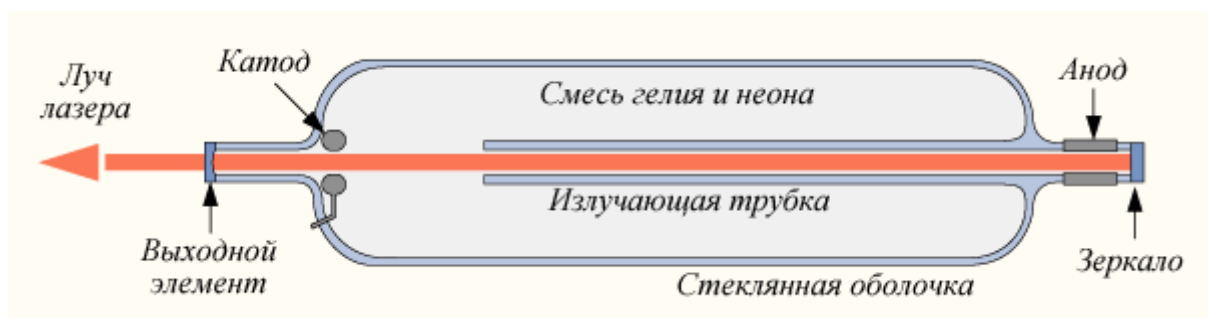 Луч
лазера
Катод
Смесь гелия и неона
Анод
Излучающая трубка
Выходной
элемент
Стеклянная оболочка
Зеркало